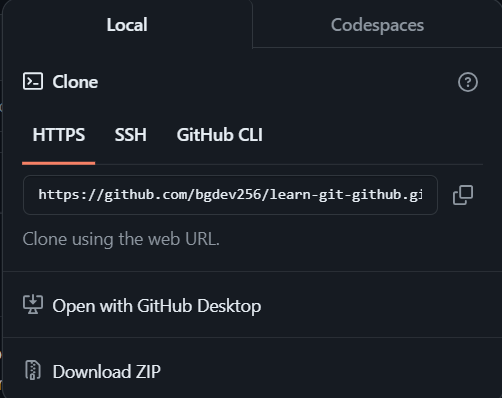 Local
Codespaces
Clone
HTTPS
SSH
GitHub CLI
https://github.com/bgdev256/learn-git-github.gi
Clone using the web URL.
Open with GitHub Desktop
Download ZIP